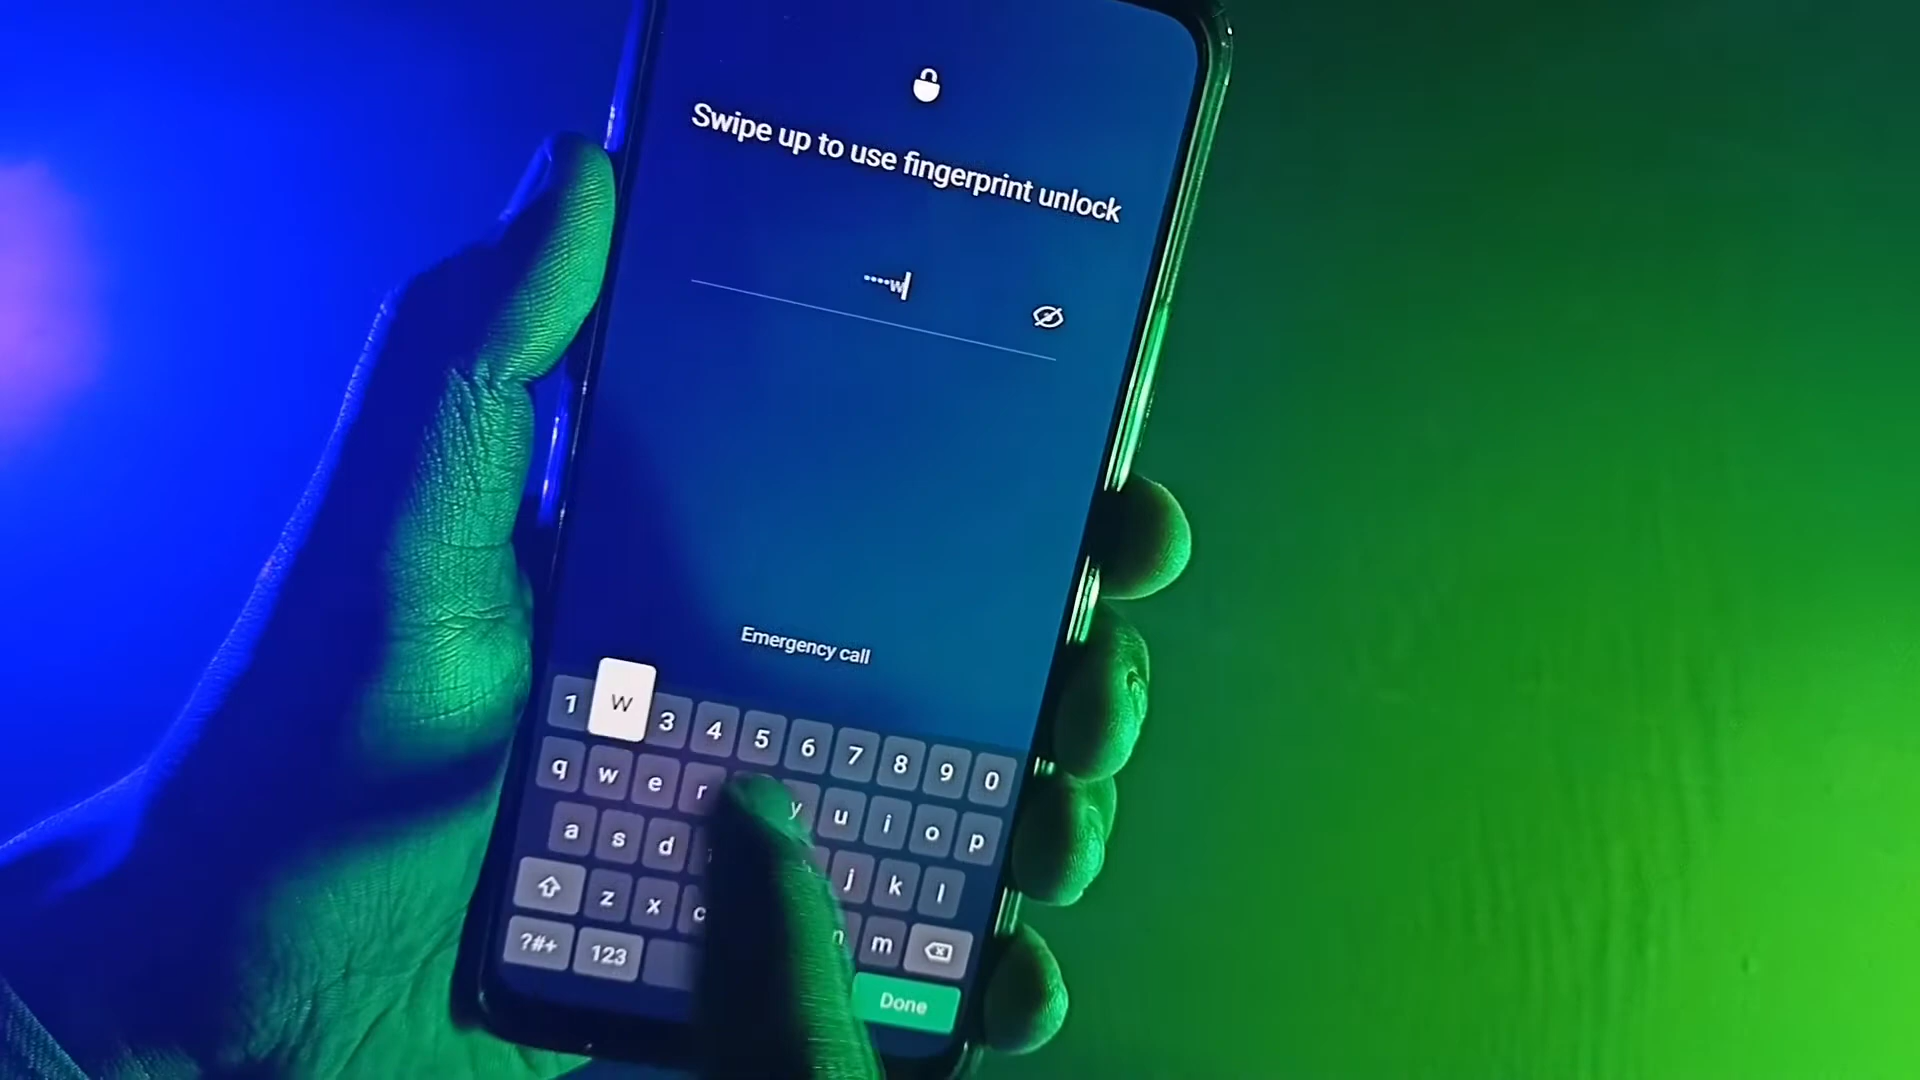 Swipe up to use fingerprint unlock
····w
Emergency call
1 w 3 4 5 6 7 8 9 0
q w e r y u i o p
a s d j k l
z x c n m
?#+ 123
Done